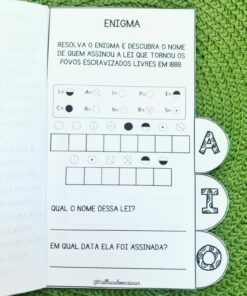 ENIGMA
RESOLVA O ENIGMA E DESCUBRA O NOME
DE QUEM ASSINOU A LEI QUE TORNOU OS
POVOS ESCRAVIZADOS LIVRES EM 1888.
QUAL O NOME DESSA LEI?
EM QUAL DATA ELA FOI ASSINADA?
@trilhasdoensinar
A
I
O